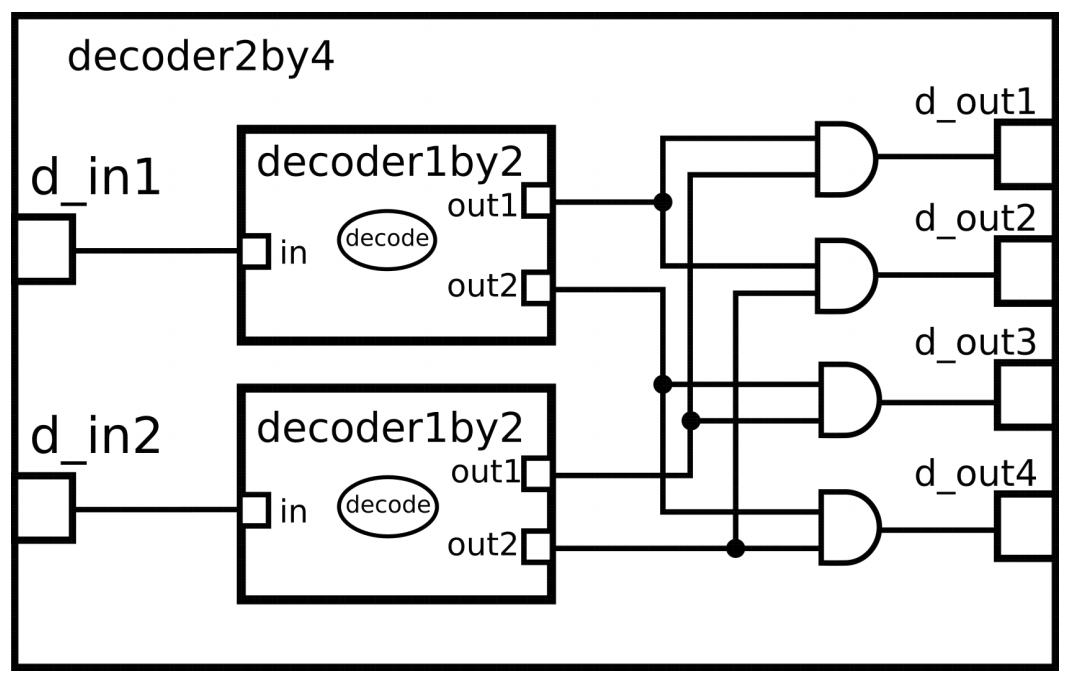 decoder2by4
d_in1
decoder1by2
in
decode
out1
out2
d_in2
decoder1by2
in
decode
out1
out2
d_out1
d_out2
d_out3
d_out4